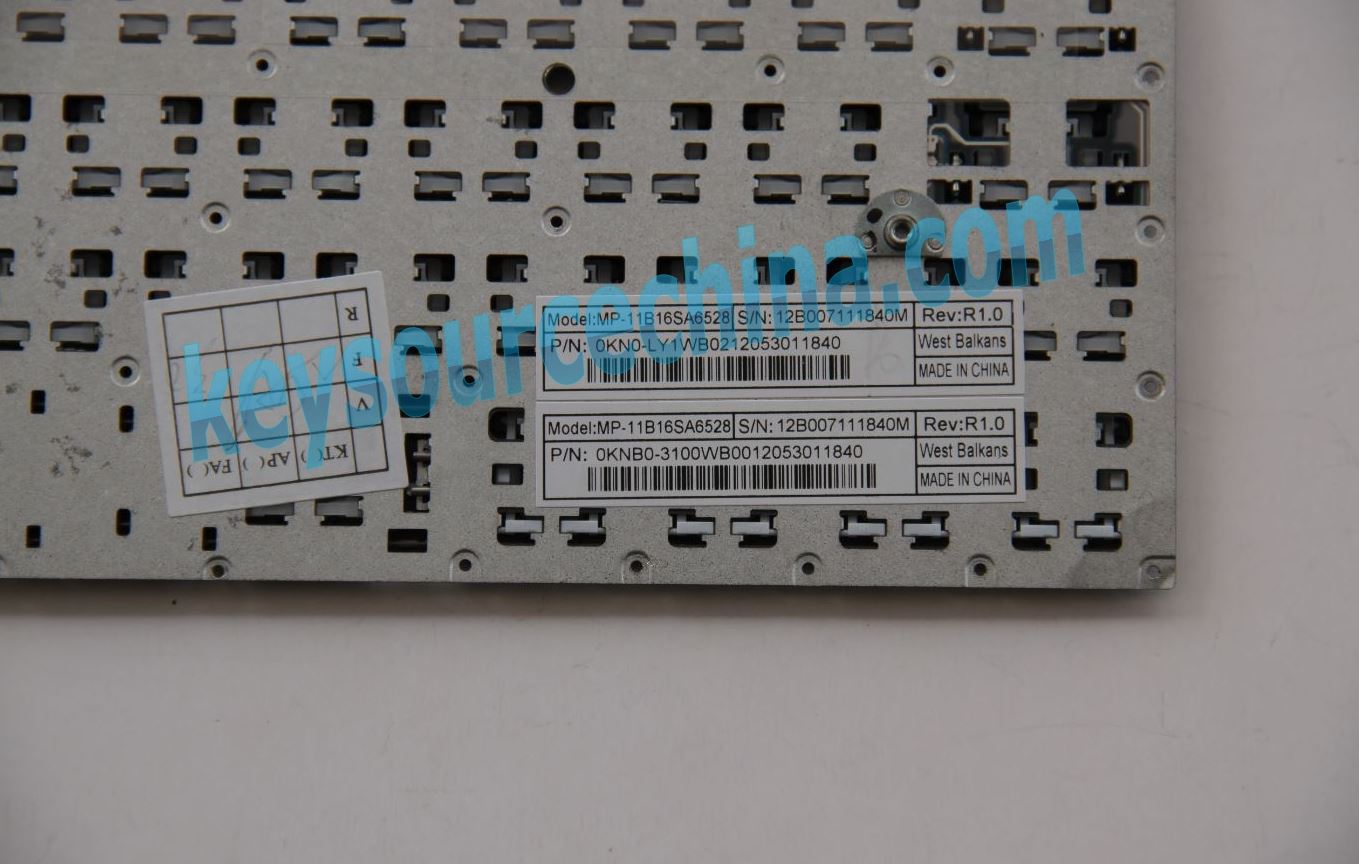 Model:MP-11B16SA6528 S/N: 12B007111840M Rev:R1.0
P/N: 0KN0-LY1WB0212053011840 West Balkans
MADE IN CHINA
Model:MP-11B16SA6528 S/N: 12B007111840M Rev:R1.0
P/N: 0KNB0-3100WB0012053011840 West Balkans
MADE IN CHINA
R
F
V
KT( ) AP( ) FA( )
keysourcechina.com